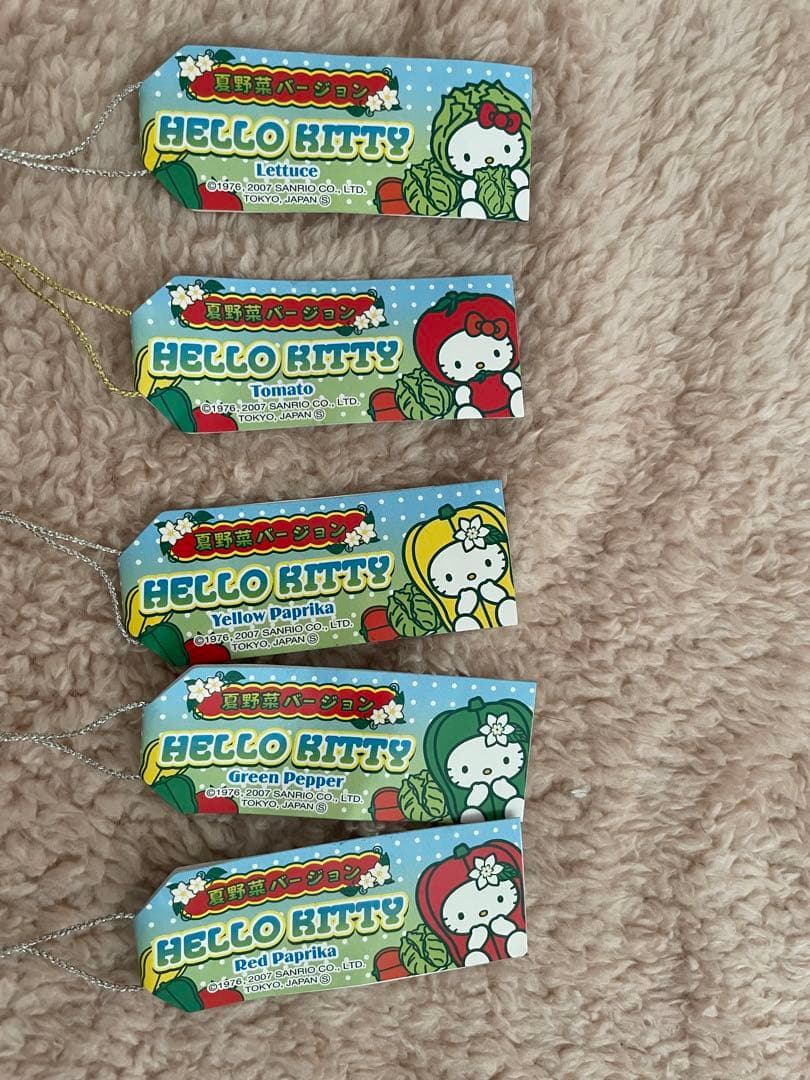 夏野菜バージョン
HELLO KITTY
Lettuce
©1976, 2007 SANRIO CO., LTD.
TOKYO, JAPAN Ⓢ
夏野菜バージョン
HELLO KITTY
Tomato
©1976, 2007 SANRIO CO., LTD.
TOKYO, JAPAN Ⓢ
夏野菜バージョン
HELLO KITTY
Yellow Paprika
©1976, 2007 SANRIO CO., LTD.
TOKYO, JAPAN Ⓢ
夏野菜バージョン
HELLO KITTY
Green Pepper
©1976, 2007 SANRIO CO., LTD.
TOKYO, JAPAN Ⓢ
夏野菜バージョン
HELLO KITTY
Red Paprika
©1976, 2007 SANRIO CO., LTD.
TOKYO, JAPAN Ⓢ